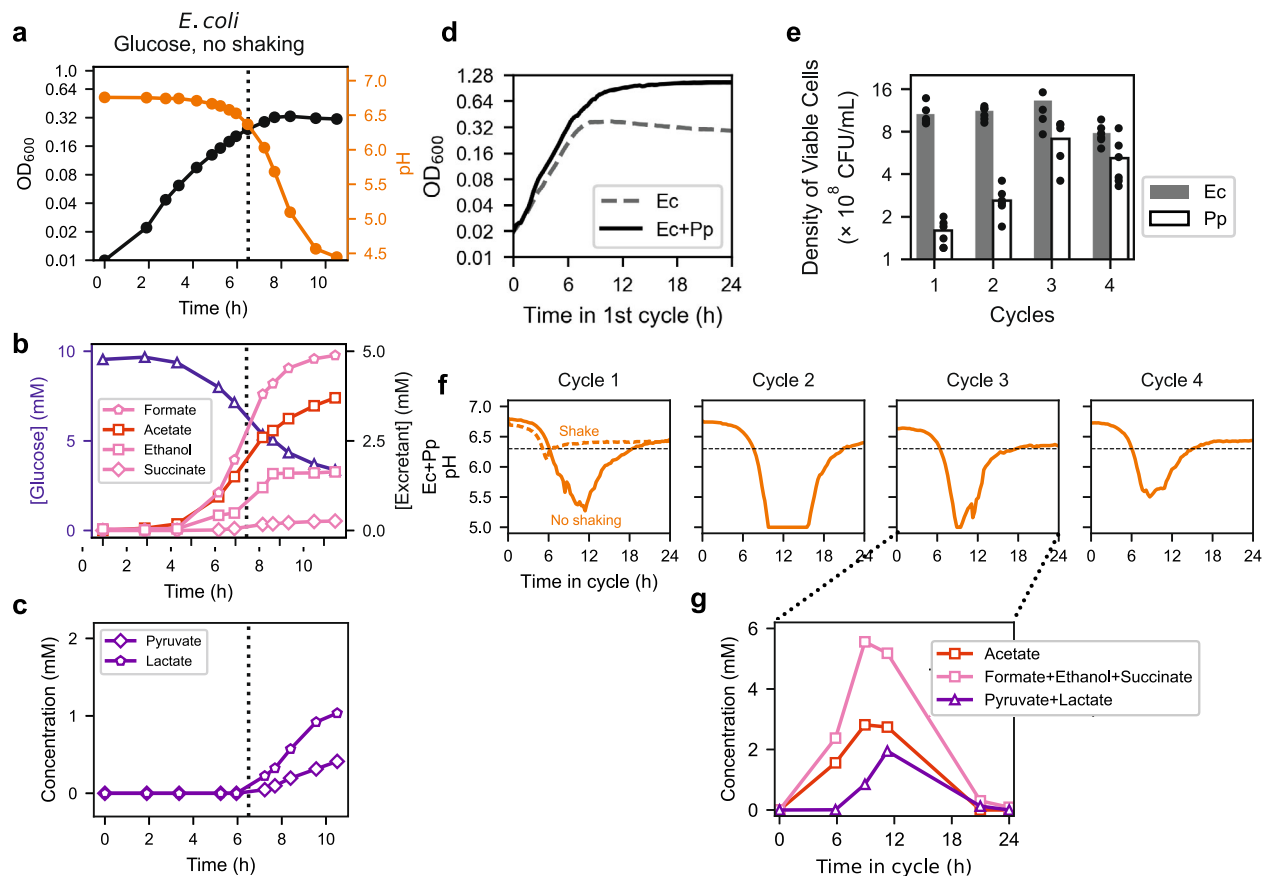 a
E. coli
Glucose, no shaking
OD600
1.0
0.64
0.32
0.16
0.08
0.04
0.02
0.01
7.0
6.5
6.0
5.5
5.0
4.5
pH
0 2 4 6 8 10
Time (h)
b
[Glucose] (mM)
10
5
0
Formate
Acetate
Ethanol
Succinate
5.0
2.5
0.0
[Excretant] (mM)
0 2 4 6 8 10
Time (h)
c
Concentration (mM)
2
1
0
Pyruvate
Lactate
0 2 4 6 8 10
Time (h)
d
OD600
1.28
0.64
0.32
0.16
0.08
0.04
0.02
0.01
Ec
Ec+Pp
0 6 12 18 24
Time in 1st cycle (h)
e
Density of Viable Cells
(× 10^8 CFU/mL)
16
8
4
2
1
1 2 3 4
Cycles
Ec
Pp
f
Cycle 1 Cycle 2 Cycle 3 Cycle 4
Ec+Pp
pH
7.0
6.5
6.0
5.5
5.0
Shake
No shaking
0 6 12 18 24 0 6 12 18 24 0 6 12 18 24 0 6 12 18 24
Time in cycle (h)
g
Concentration (mM)
6
4
2
0
Acetate
Formate+Ethanol+Succinate
Pyruvate+Lactate
0 6 12 18 24
Time in cycle (h)